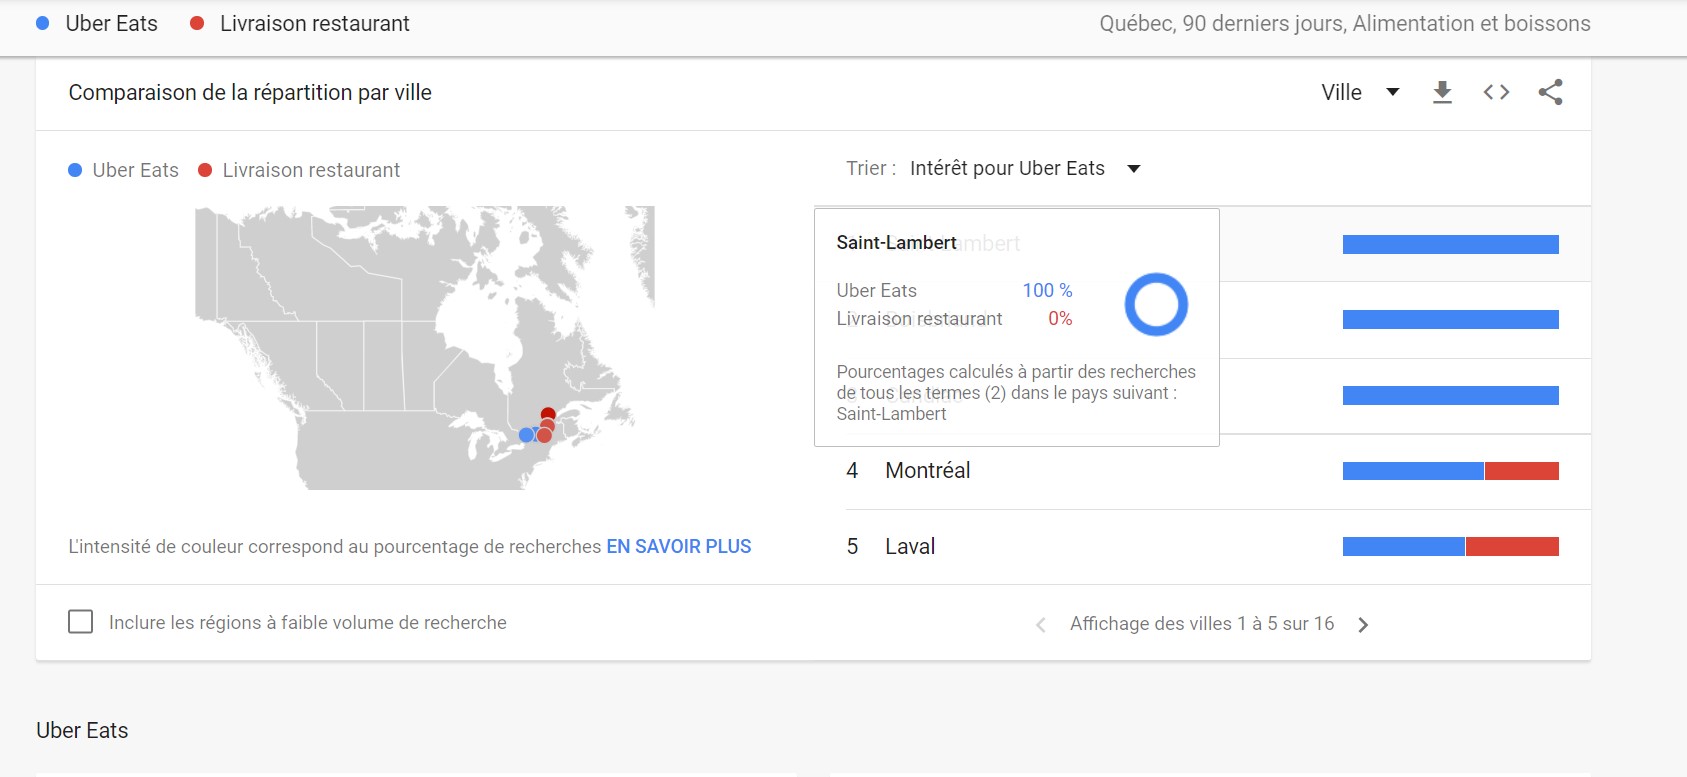 Uber Eats Livraison restaurant Québec, 90 derniers jours, Alimentation et boissons
Comparaison de la répartition par ville Ville
Uber Eats Livraison restaurant
Trier : Intérêt pour Uber Eats
Saint-Lambert
Uber Eats 100 %
Livraison restaurant 0%
Pourcentages calculés à partir des recherches
de tous les termes (2) dans le pays suivant :
Saint-Lambert
4 Montréal
5 Laval
L'intensité de couleur correspond au pourcentage de recherches EN SAVOIR PLUS
Inclure les régions à faible volume de recherche
Affichage des villes 1 à 5 sur 16
Uber Eats